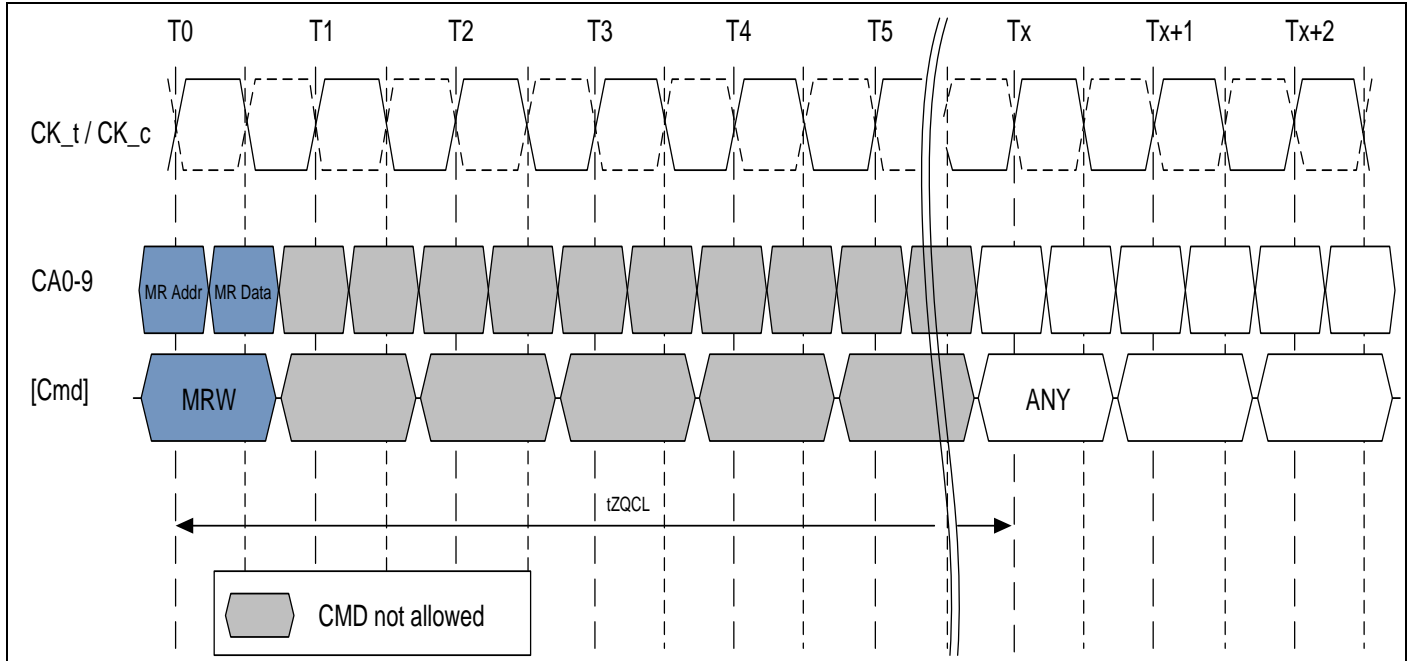 T0 T1 T2 T3 T4 T5 Tx Tx+1 Tx+2
CK_t / CK_c
CA0-9 MR Addr MR Data
[Cmd] MRW ANY
tZQCL
CMD not allowed